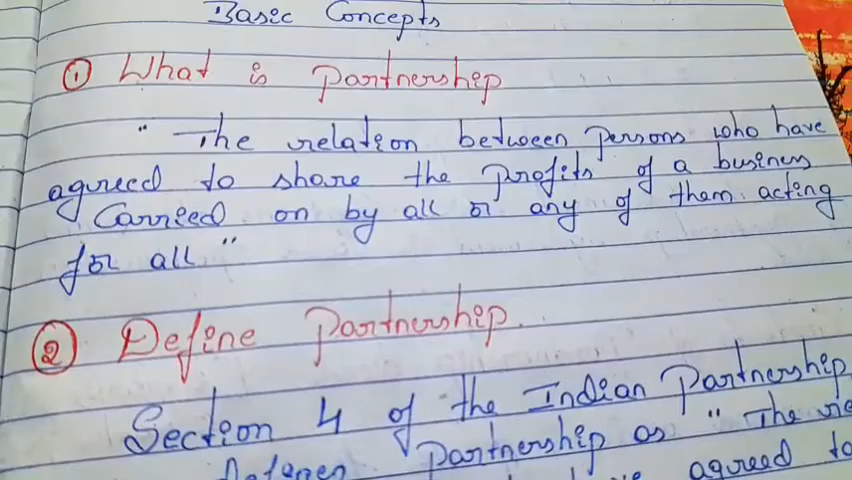 Basic Concepts
① What is Partnership
" The relation between persons who have
agreed to share the profits of a business
Carried on by all or any of them acting
for all "
② Define Partnership.
Section 4 of the Indian Partnership
Partnership as " The
agreed to